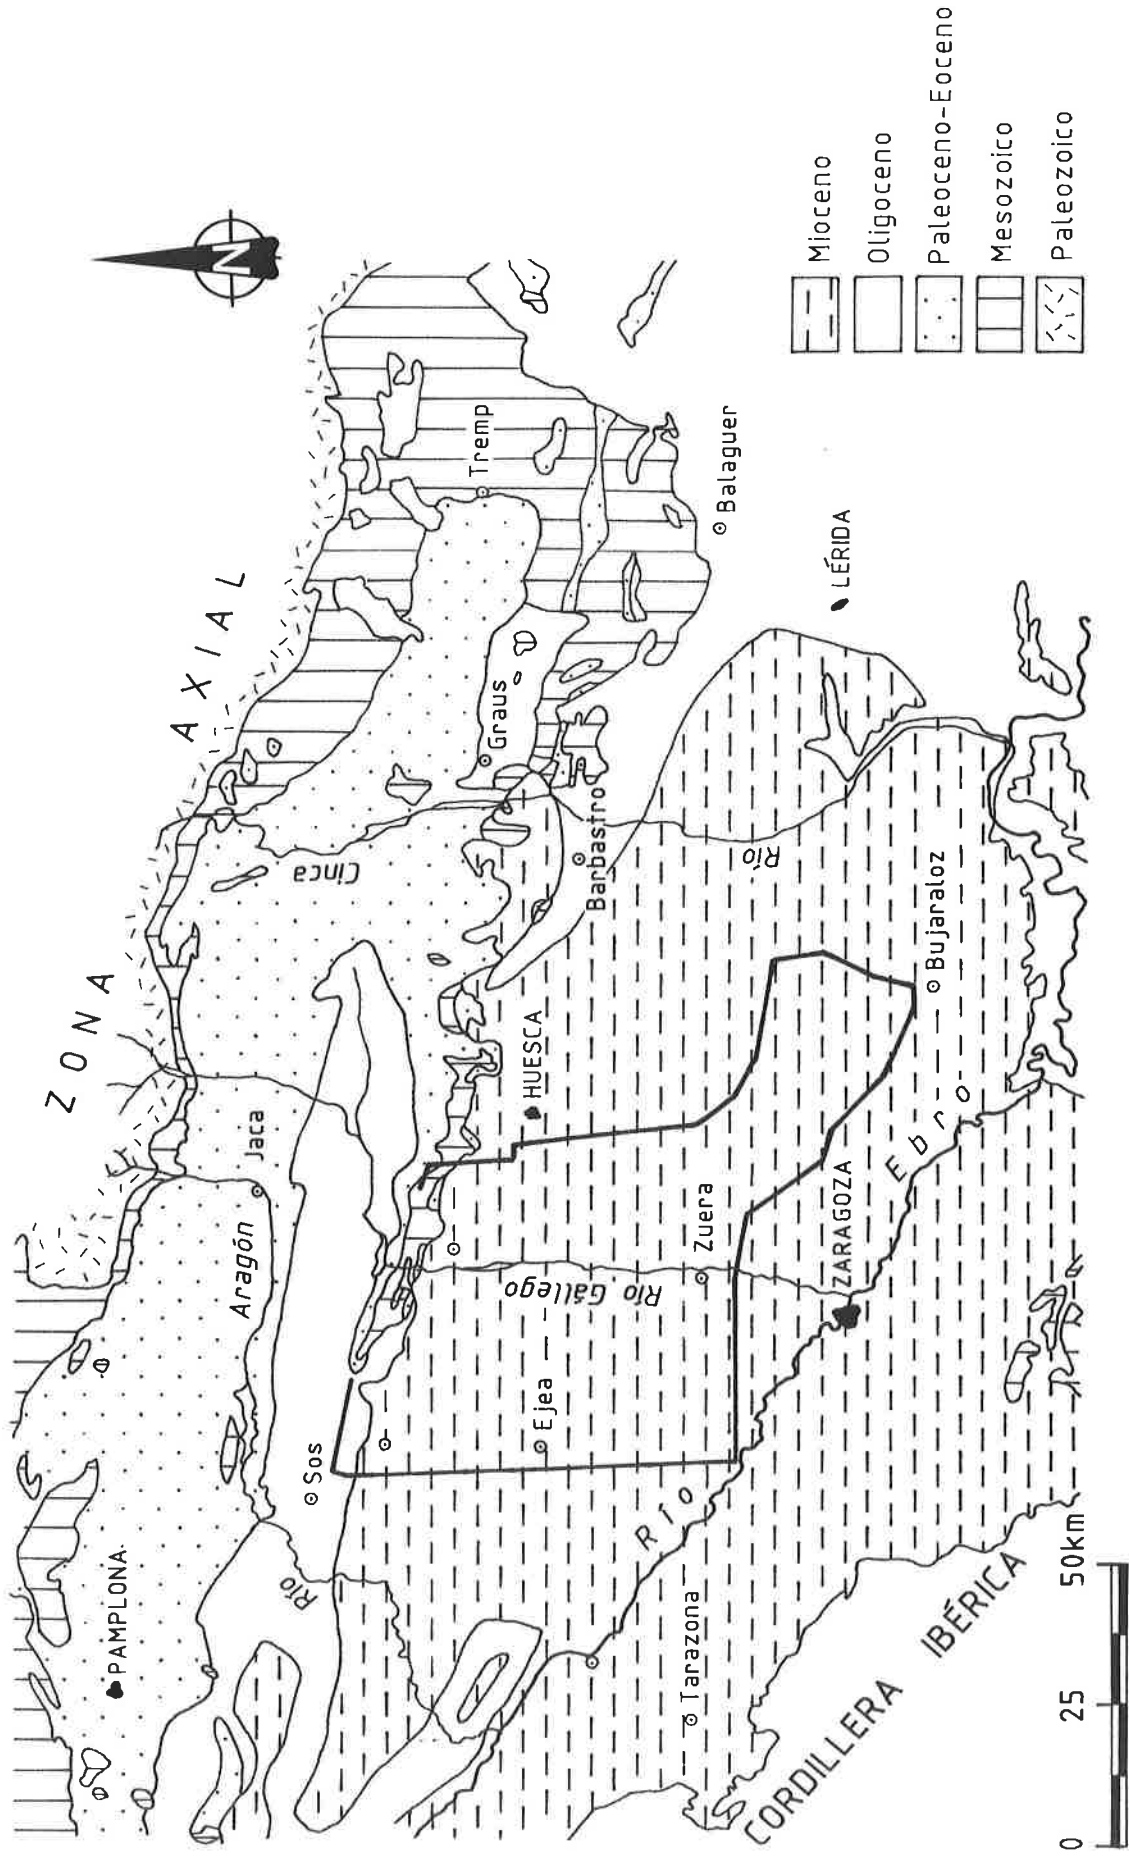 ZONA AXIAL
N
PAMPLONA
Aragón
Jaca
Sos
Río
Cinca
Graus
Tremp
HUESCA
Barbastro
Balaguer
Ejea
Río Gállego
Zuera
Río
LÉRIDA
Río
Tarazona
ZARAGOZA
Ebro
Bujaraloz
CORDILLERA IBÉRICA
0 25 50km
Mioceno
Oligoceno
Paleoceno-Eoceno
Mesozoico
Paleozoico